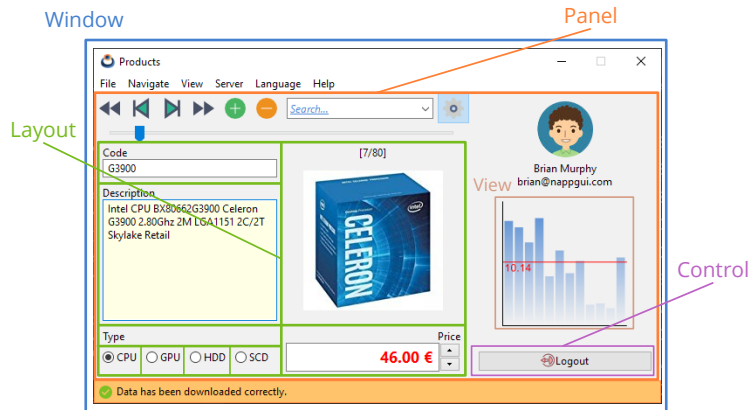 Window
Panel
Products
File Navigate View Server Language Help
Search...
Layout
Code
G3900
[7/80]
Brian Murphy
brian@nappgui.com
View
Description
Intel CPU BX80662G3900 Celeron
G3900 2.80Ghz 2M LGA1151 2C/2T
Skylake Retail
CELERON
10.14
Control
Type
Price
CPU GPU HDD SCD
46.00 €
Logout
Data has been downloaded correctly.